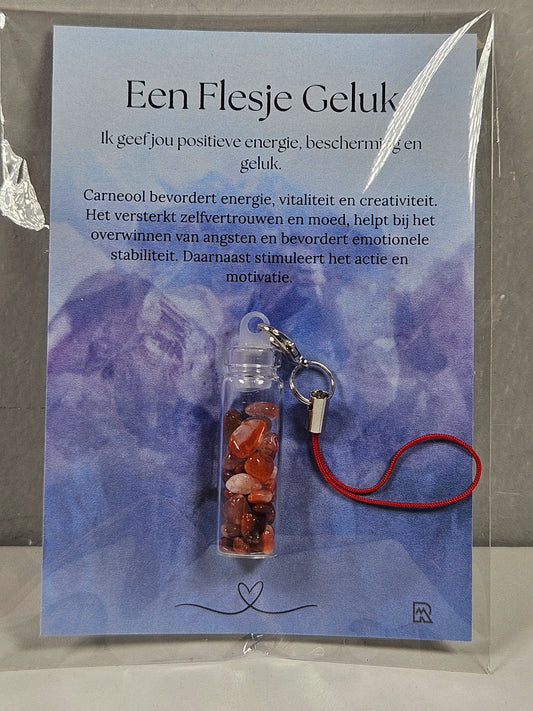 Een Flesje Geluk
Ik geef jou positieve energie, bescherming en
geluk.
Carneool bevordert energie, vitaliteit en creativiteit.
Het versterkt zelfvertrouwen en moed, helpt bij het
overwinnen van angsten en bevordert emotionele
stabiliteit. Daarnaast stimuleert het actie en
motivatie.